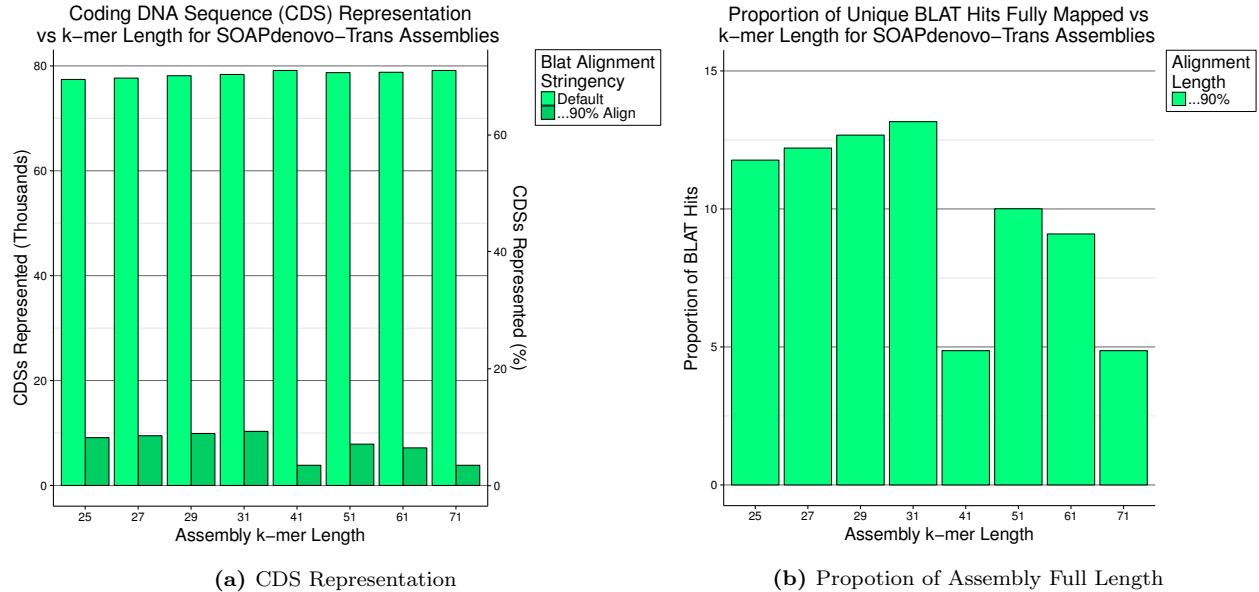 Coding DNA Sequence (CDS) Representation
vs k−mer Length for SOAPdenovo−Trans Assemblies
CDSs Represented (Thousands)
80
60
40
20
0
60
40
20
0
CDSs Represented (%)
25 27 29 31 41 51 61 71
Assembly k−mer Length
Blat Alignment
Stringency
Default
...90% Align
(a) CDS Representation
Proportion of Unique BLAT Hits Fully Mapped vs
k−mer Length for SOAPdenovo−Trans Assemblies
Proportion of BLAT Hits
15
10
5
0
25 27 29 31 41 51 61 71
Assembly k−mer Length
Alignment
Length
...90%
(b) Propotion of Assembly Full Length